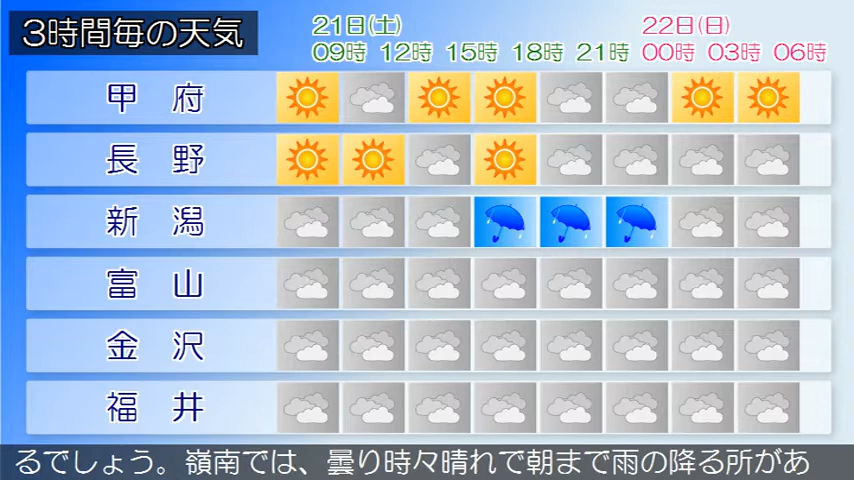 3時間毎の天気
21日(土) 22日(日)
09時 12時 15時 18時 21時 00時 03時 06時
甲府
長野
新潟
富山
金沢
福井
るでしょう。嶺南では、曇り時々晴れで朝まで雨の降る所があ